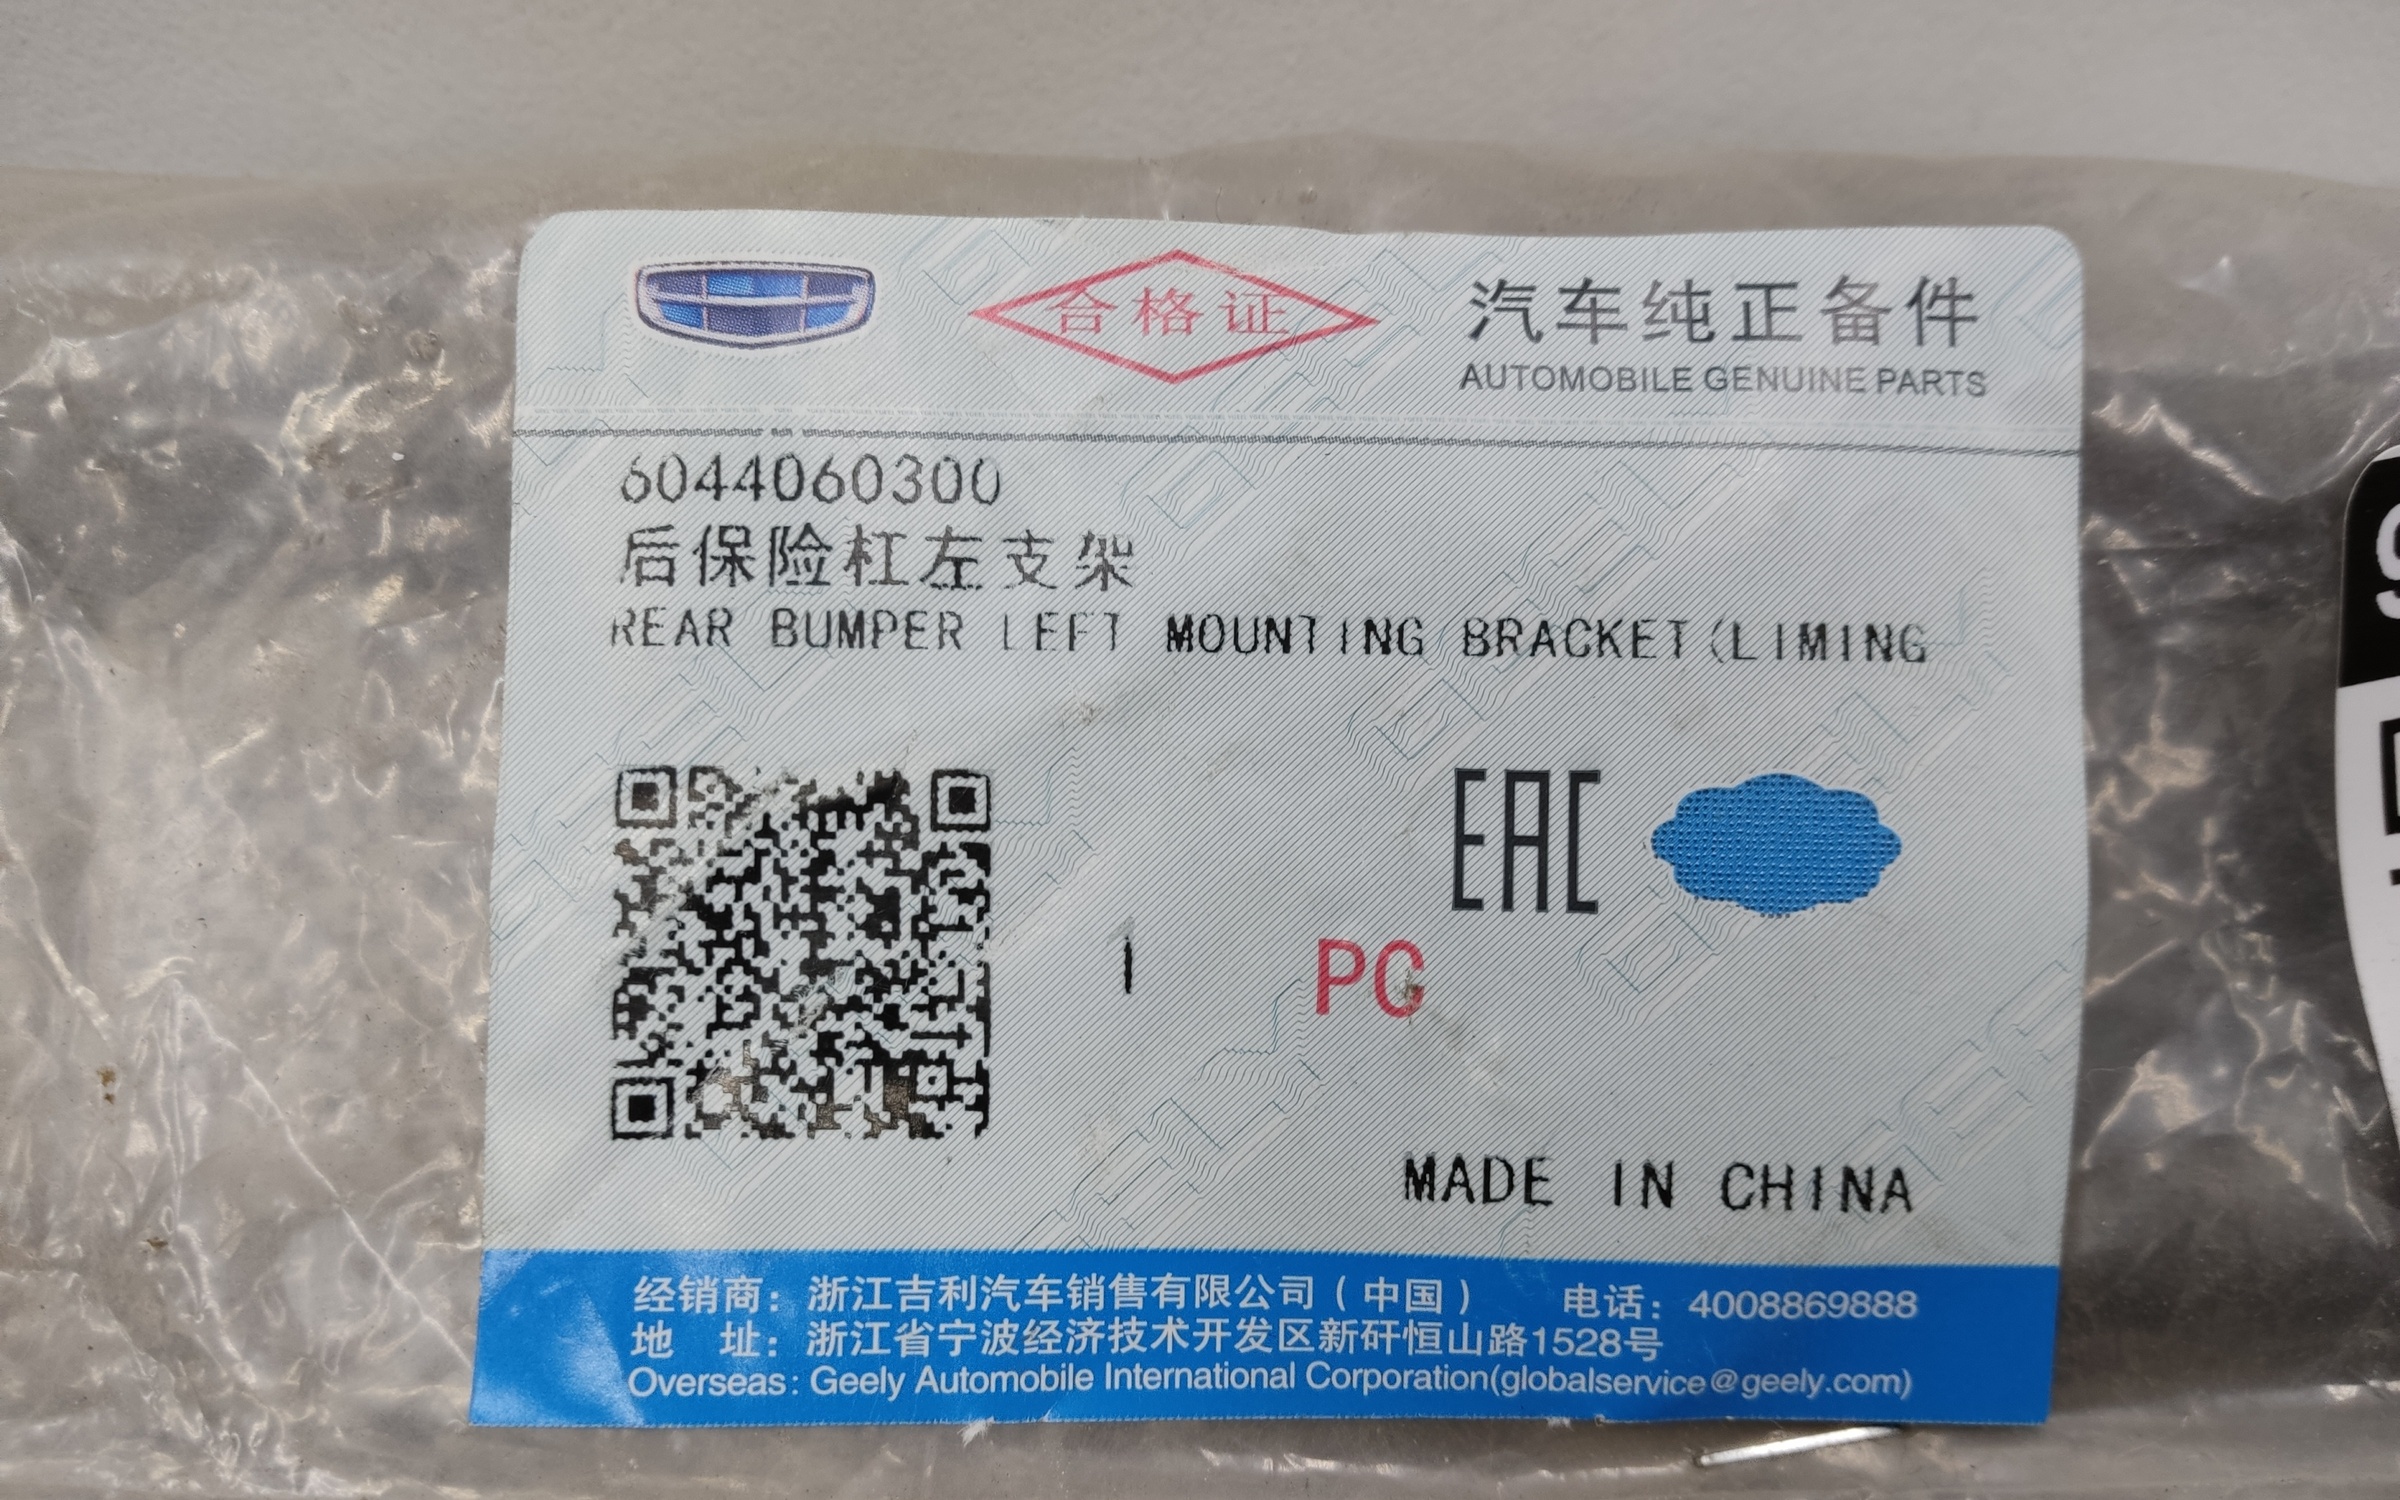 合格证
汽车纯正备件
AUTOMOBILE GENUINE PARTS
6044060300
后保险杠左支架
REAR BUMPER LEFT MOUNTING BRACKET(LIMING
EAC
1 PC
MADE IN CHINA
经销商：浙江吉利汽车销售有限公司（中国） 电话：4008869888
地 址：浙江省宁波经济技术开发区新矸恒山路1528号
Overseas: Geely Automobile International Corporation(globalservice@geely.com)